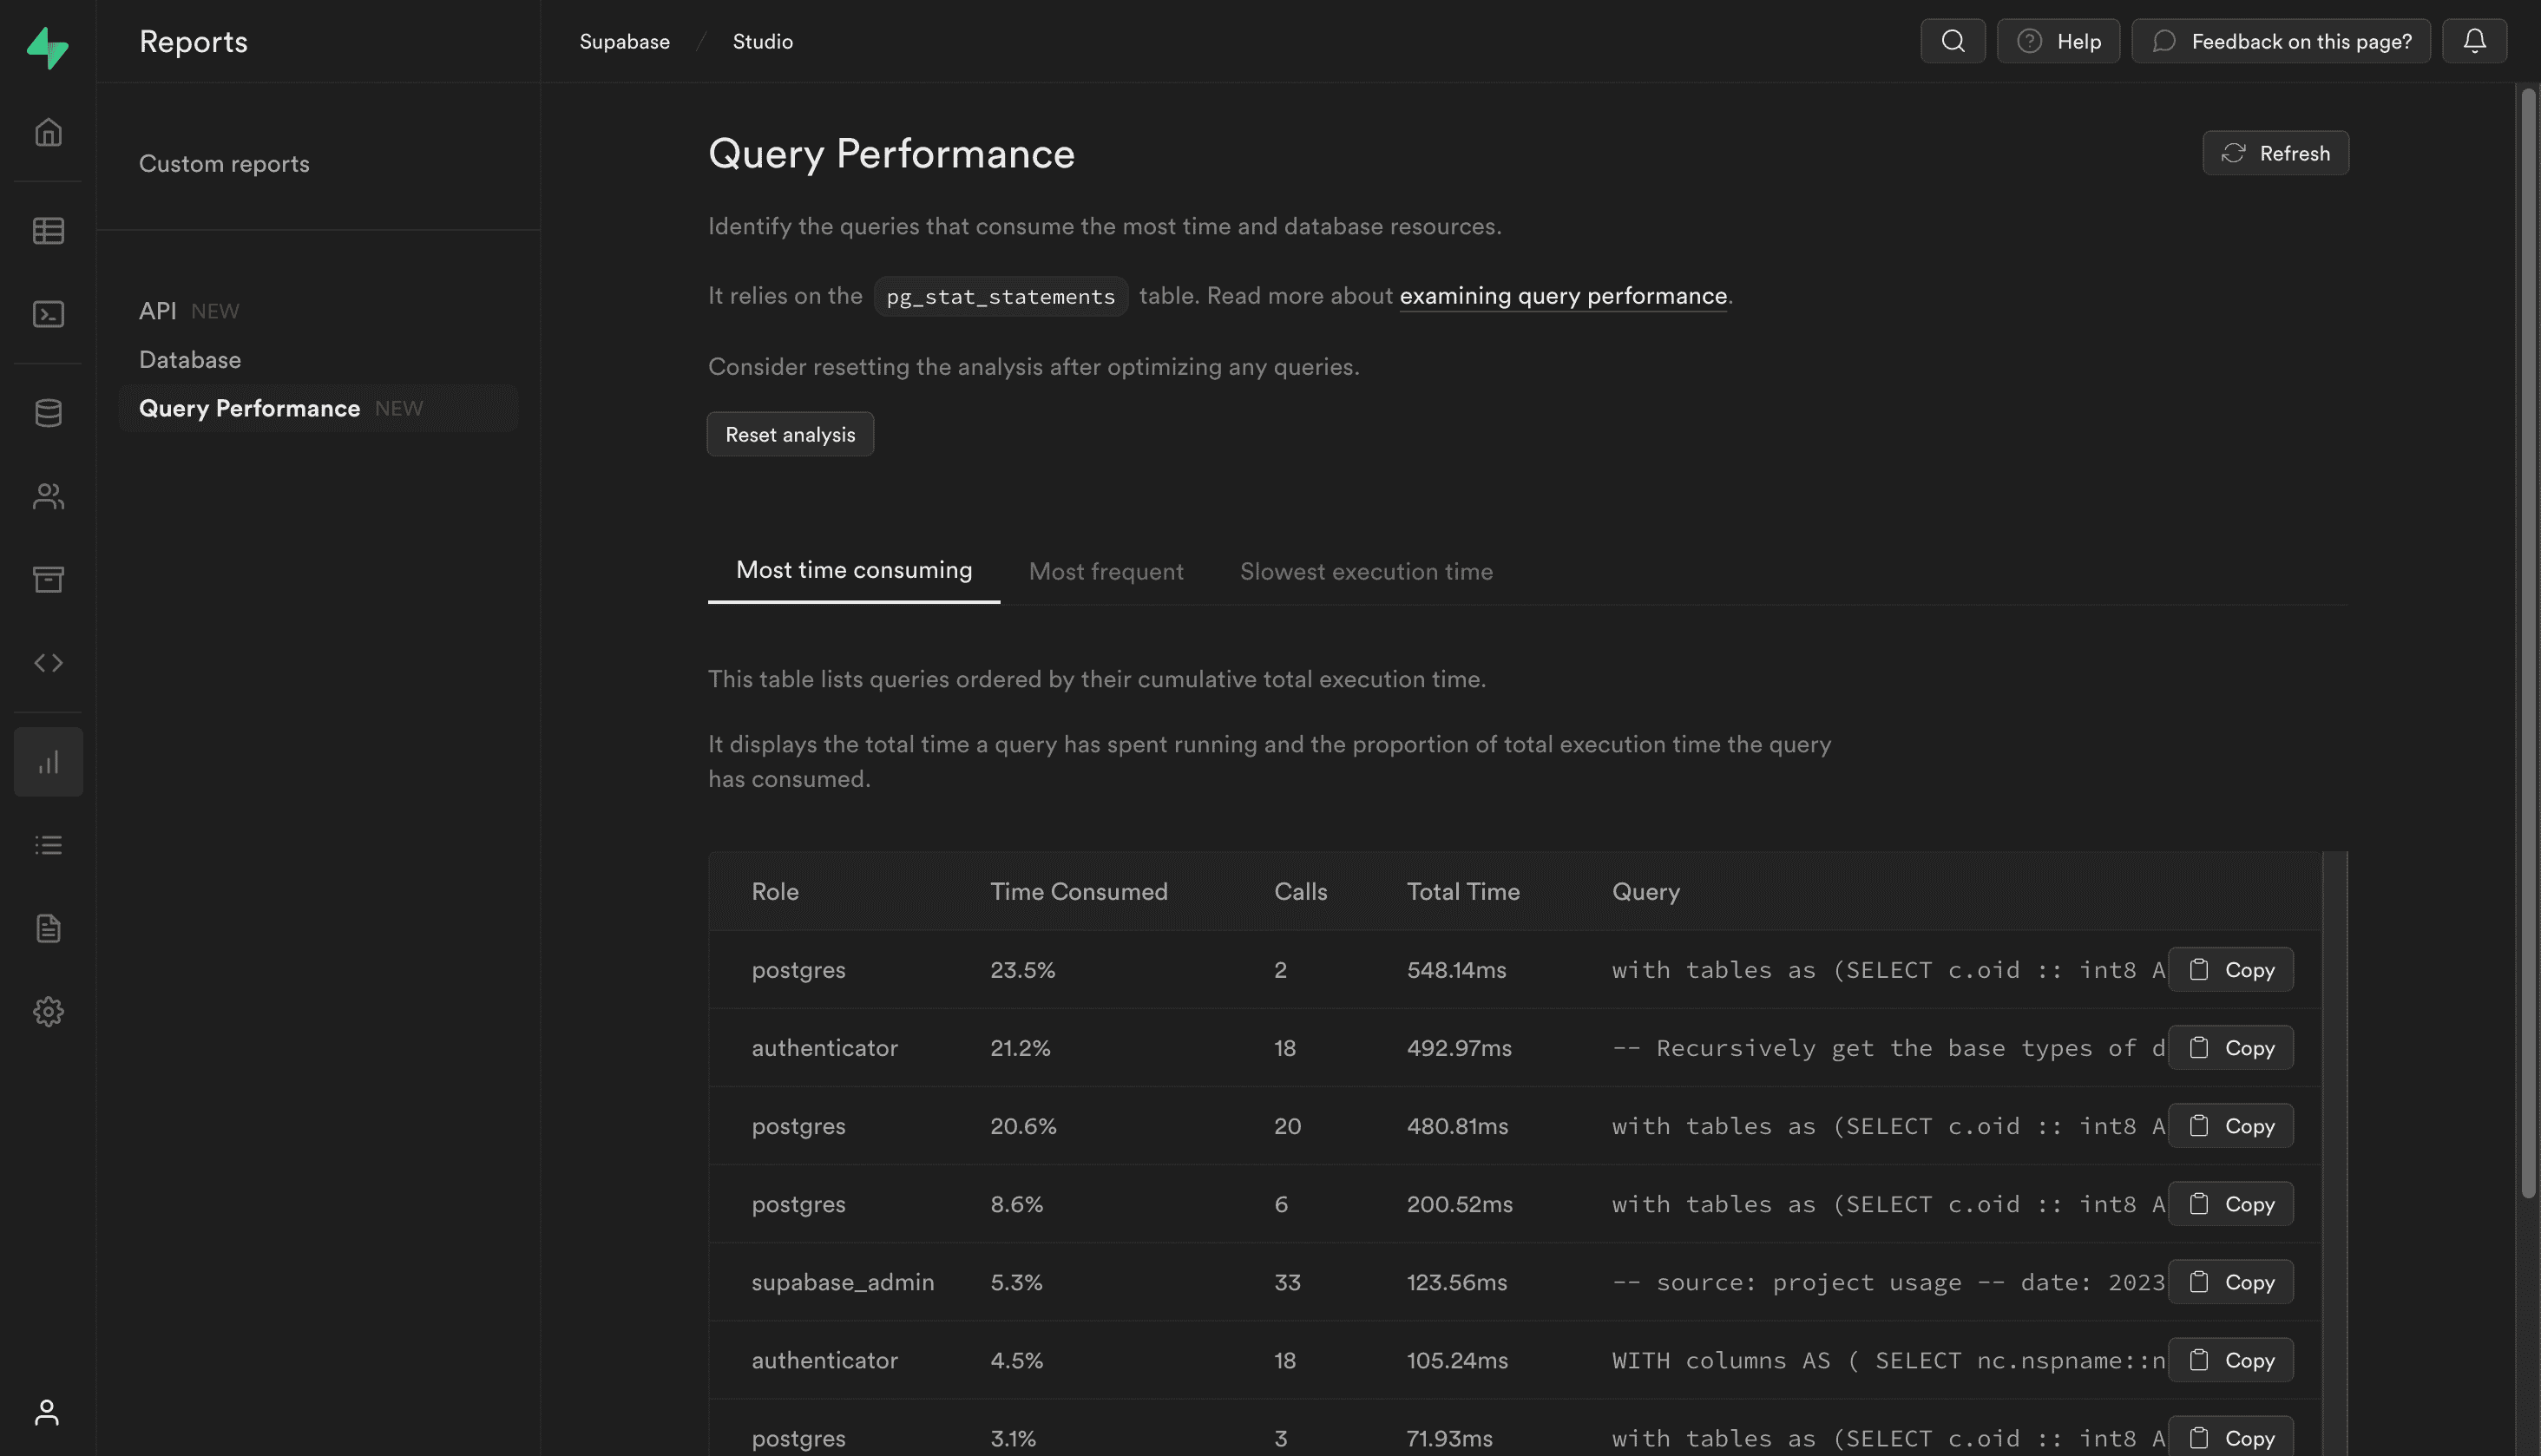 Reports
Supabase / Studio
Help
Feedback on this page?
Custom reports
API NEW
Database
Query Performance NEW
Query Performance
Refresh
Identify the queries that consume the most time and database resources.
It relies on the pg_stat_statements table. Read more about examining query performance.
Consider resetting the analysis after optimizing any queries.
Reset analysis
Most time consuming Most frequent Slowest execution time
This table lists queries ordered by their cumulative total execution time.
It displays the total time a query has spent running and the proportion of total execution time the query
has consumed.
Role Time Consumed Calls Total Time Query
postgres 23.5% 2 548.14ms with tables as (SELECT c.oid :: int8 A Copy
authenticator 21.2% 18 492.97ms -- Recursively get the base types of d Copy
postgres 20.6% 20 480.81ms with tables as (SELECT c.oid :: int8 A Copy
postgres 8.6% 6 200.52ms with tables as (SELECT c.oid :: int8 A Copy
supabase_admin 5.3% 33 123.56ms -- source: project usage -- date: 2023 Copy
authenticator 4.5% 18 105.24ms WITH columns AS ( SELECT nc.nspname::n Copy
postgres 3.1% 3 71.93ms with tables as (SELECT c.oid :: int8 A Copy